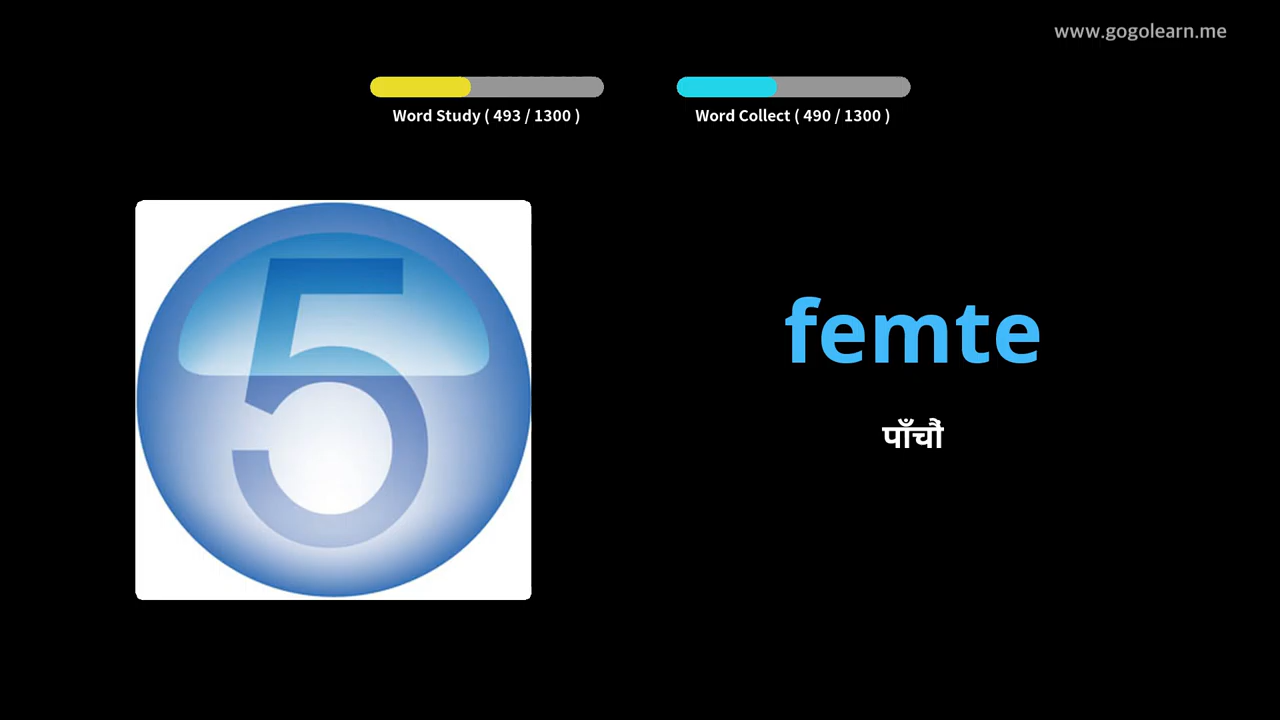 www.gogolearn.me
Word Study ( 493 / 1300 )
Word Collect ( 490 / 1300 )
5
femte
पाँचौं